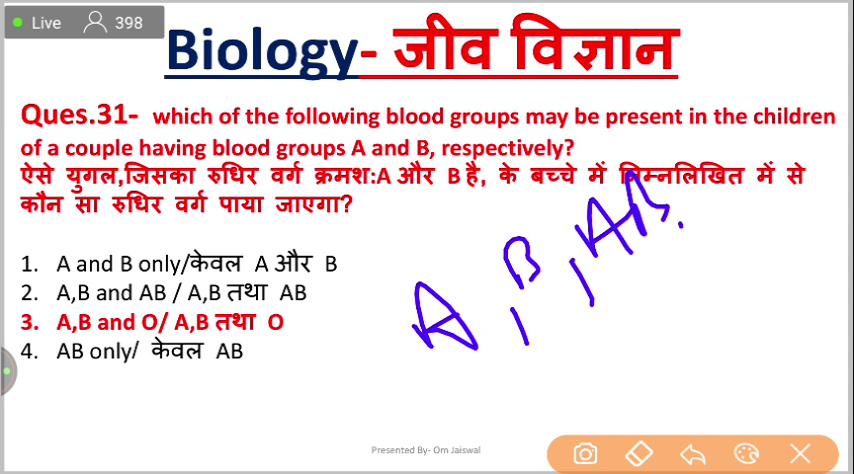 Live 398
Biology- जीव विज्ञान
Ques.31- which of the following blood groups may be present in the children
of a couple having blood groups A and B, respectively?
ऐसे युगल,जिसका रुधिर वर्ग क्रमश:A और B है, के बच्चे में निम्नलिखित में से
कौन सा रुधिर वर्ग पाया जाएगा?
1. A and B only/केवल A और B
2. A,B and AB / A,B तथा AB
3. A,B and O/ A,B तथा O
4. AB only/ केवल AB
A, B, AB.
Presented By- Om Jaiswal